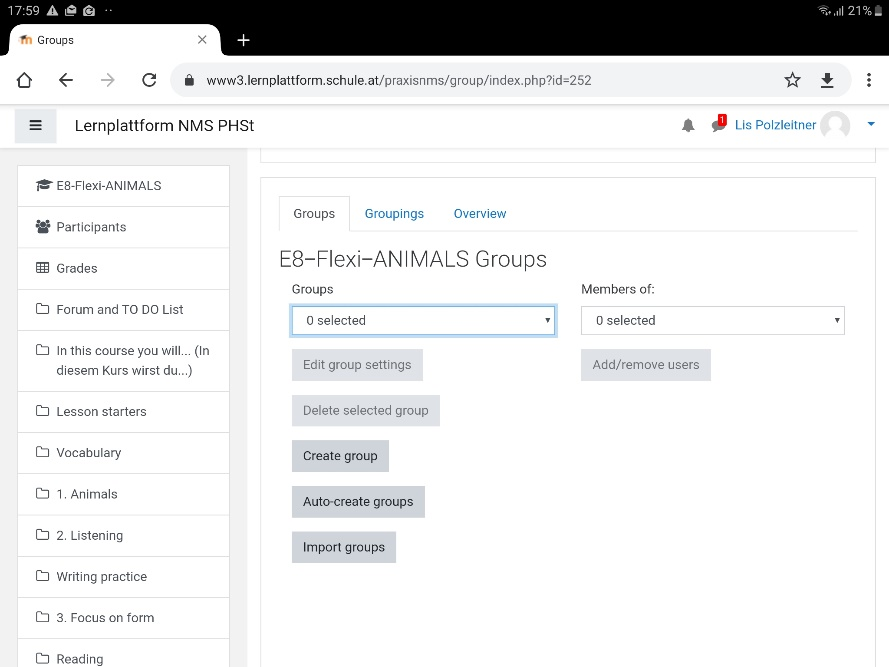 17:59
21%
Groups
www3.lernplattform.schule.at/praxisnms/group/index.php?id=252
Lernplattform NMS PHSt
1
Lis Polzleitner
E8-Flexi-ANIMALS
Participants
Grades
Forum and TO DO List
In this course you will... (In
diesem Kurs wirst du...)
Lesson starters
Vocabulary
1. Animals
2. Listening
Writing practice
3. Focus on form
Reading
Groups Groupings Overview
E8–Flexi–ANIMALS Groups
Groups Members of:
0 selected 0 selected
Edit group settings Add/remove users
Delete selected group
Create group
Auto-create groups
Import groups